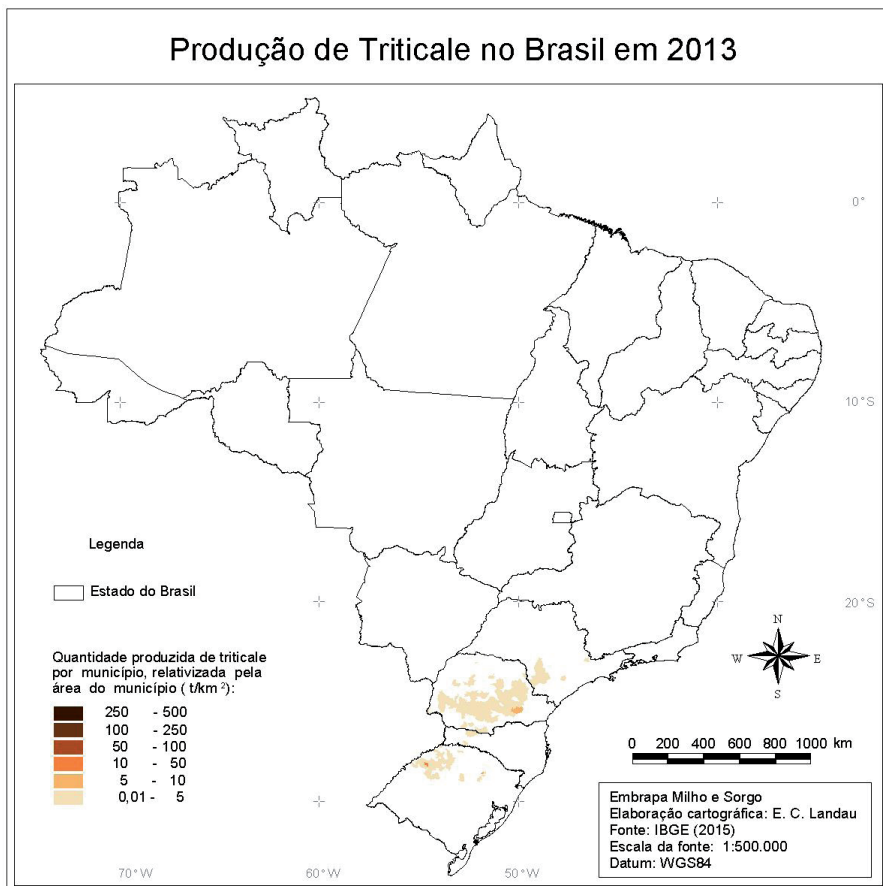 Produção de Triticale no Brasil em 2013
0°
10°S
20°S
Legenda
Estado do Brasil
Quantidade produzida de triticale
por município, relativizada pela
área do município ( t/km²):
250 - 500
100 - 250
50 - 100
10 - 50
5 - 10
0,01 - 5
N
W E
S
0 200 400 600 800 1000 km
Embrapa Milho e Sorgo
Elaboração cartográfica: E. C. Landau
Fonte: IBGE (2015)
Escala da fonte: 1:500.000
Datum: WGS84
70°W 60°W 50°W